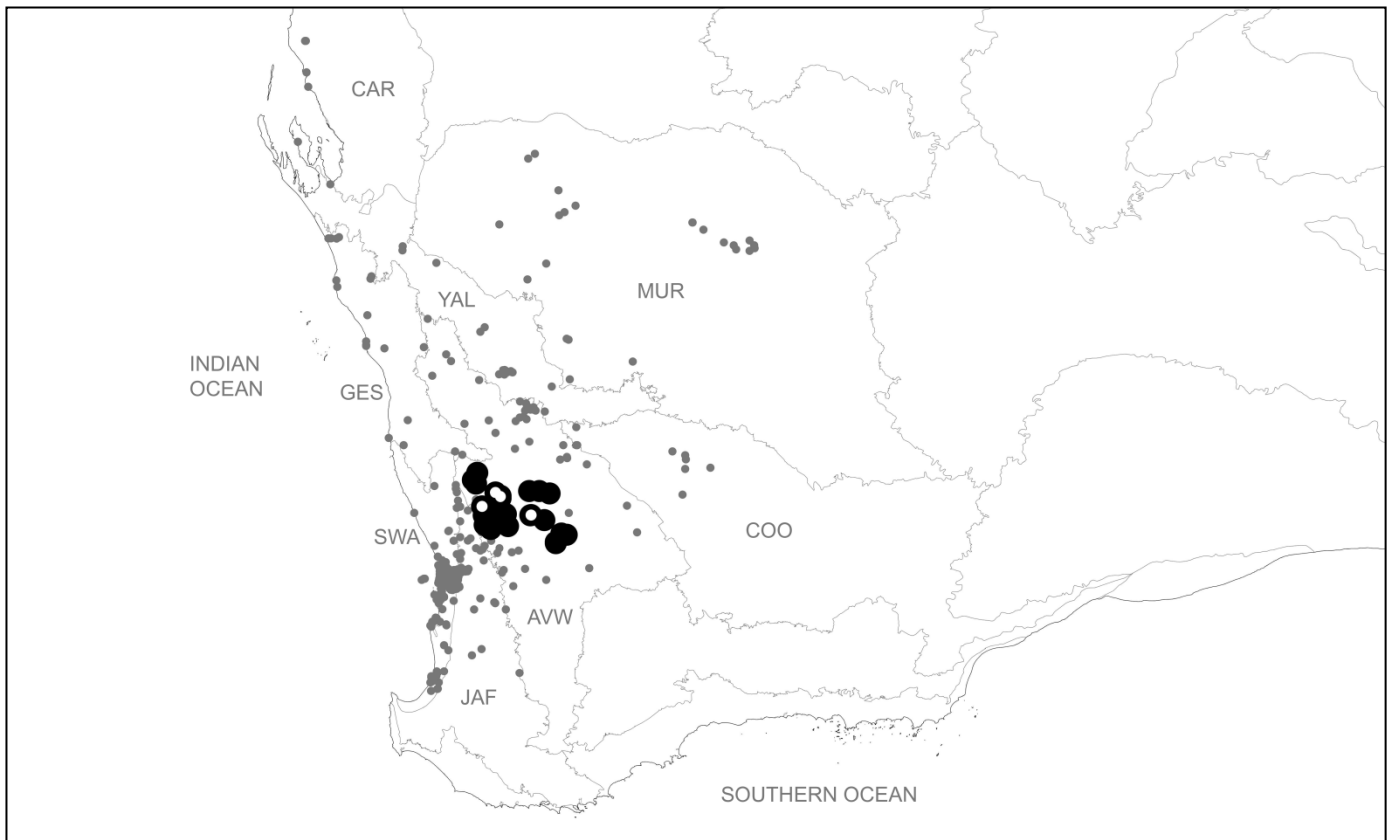 CAR
MUR
YAL
INDIAN
OCEAN
GES
SWA
COO
AVW
JAF
SOUTHERN OCEAN